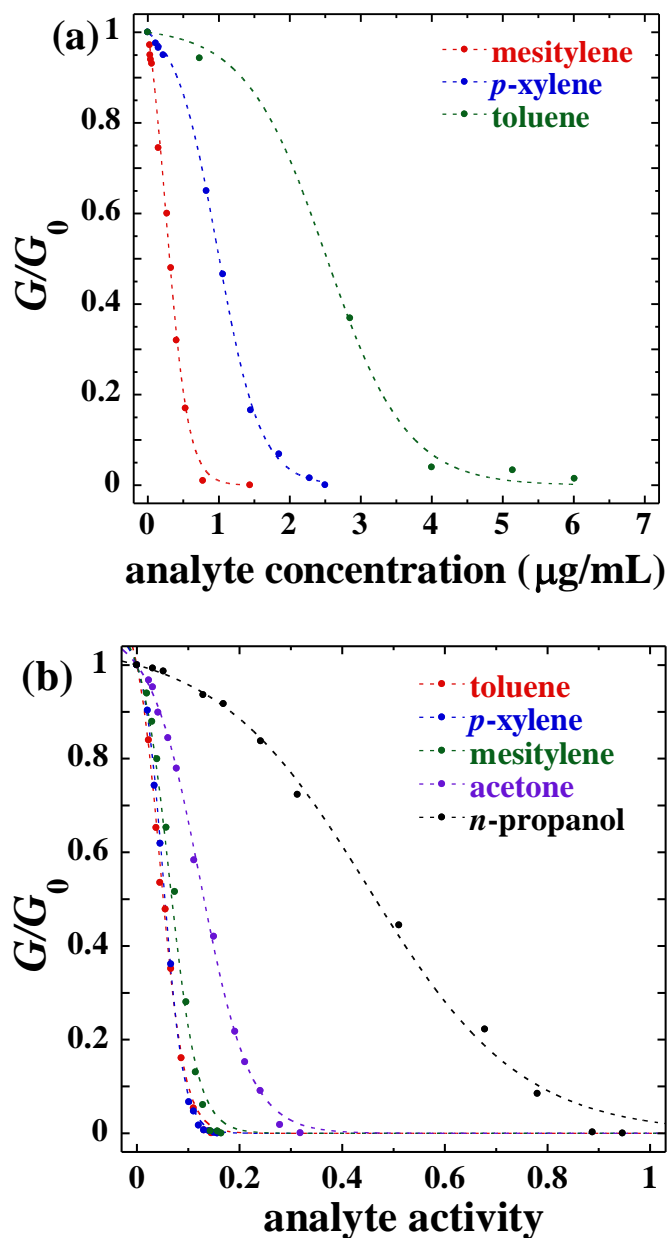 (a)
1
0.8
0.6
0.4
0.2
0
G/G0
mesitylene
p-xylene
toluene
0 1 2 3 4 5 6 7
analyte concentration (μg/mL)
(b)
1
0.8
0.6
0.4
0.2
0
G/G0
toluene
p-xylene
mesitylene
acetone
n-propanol
0 0.2 0.4 0.6 0.8 1
analyte activity